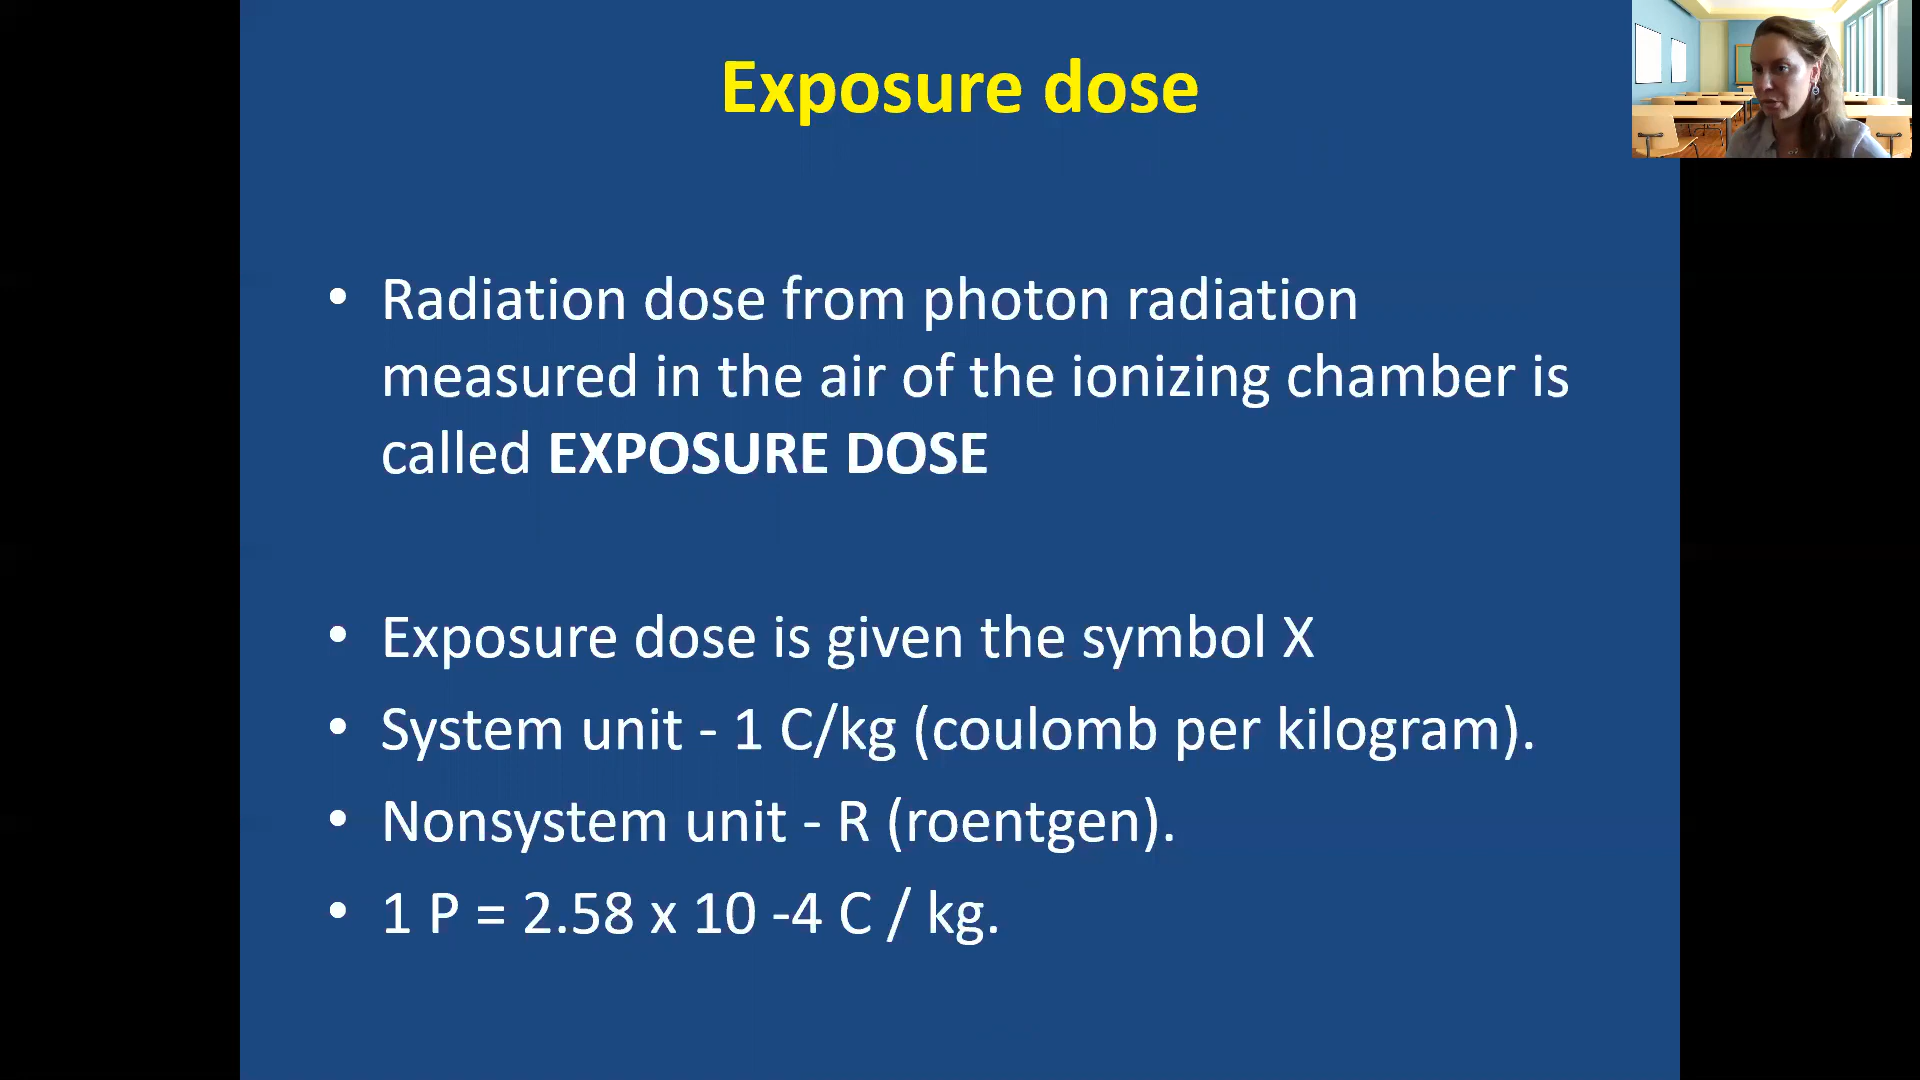 Exposure dose
• Radiation dose from photon radiation
measured in the air of the ionizing chamber is
called EXPOSURE DOSE
• Exposure dose is given the symbol X
• System unit - 1 C/kg (coulomb per kilogram).
• Nonsystem unit - R (roentgen).
• 1 P = 2.58 x 10 -4 C / kg.